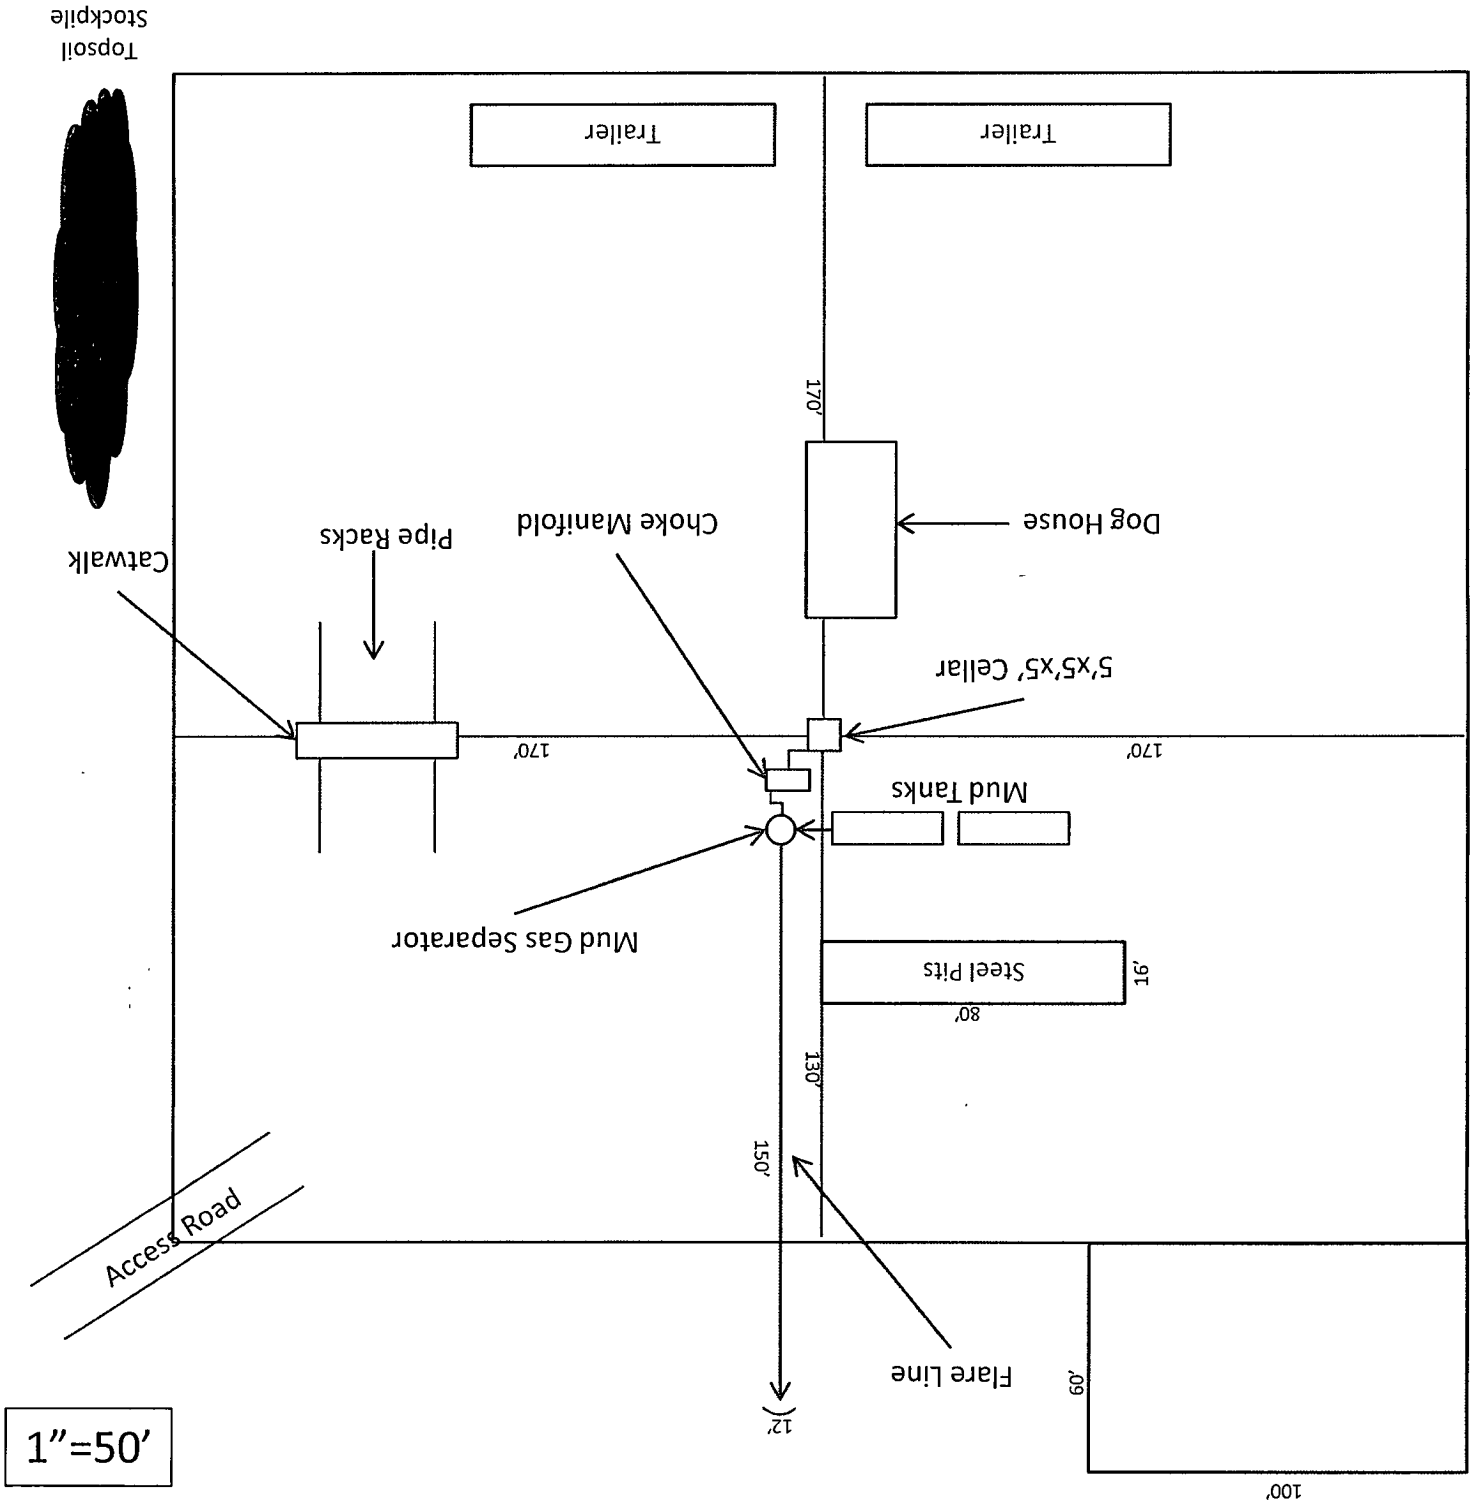 Topsoil
Stockpile
Trailer
Trailer
170'
Pipe Racks
Choke Manifold
Dog House
Catwalk
5'x5'x5' Cellar
170'
170'
Mud Tanks
Mud Gas Separator
Steel Pits
16'
80'
130'
150'
Access Road
Flare Line
60'
12'
1”=50'
100'